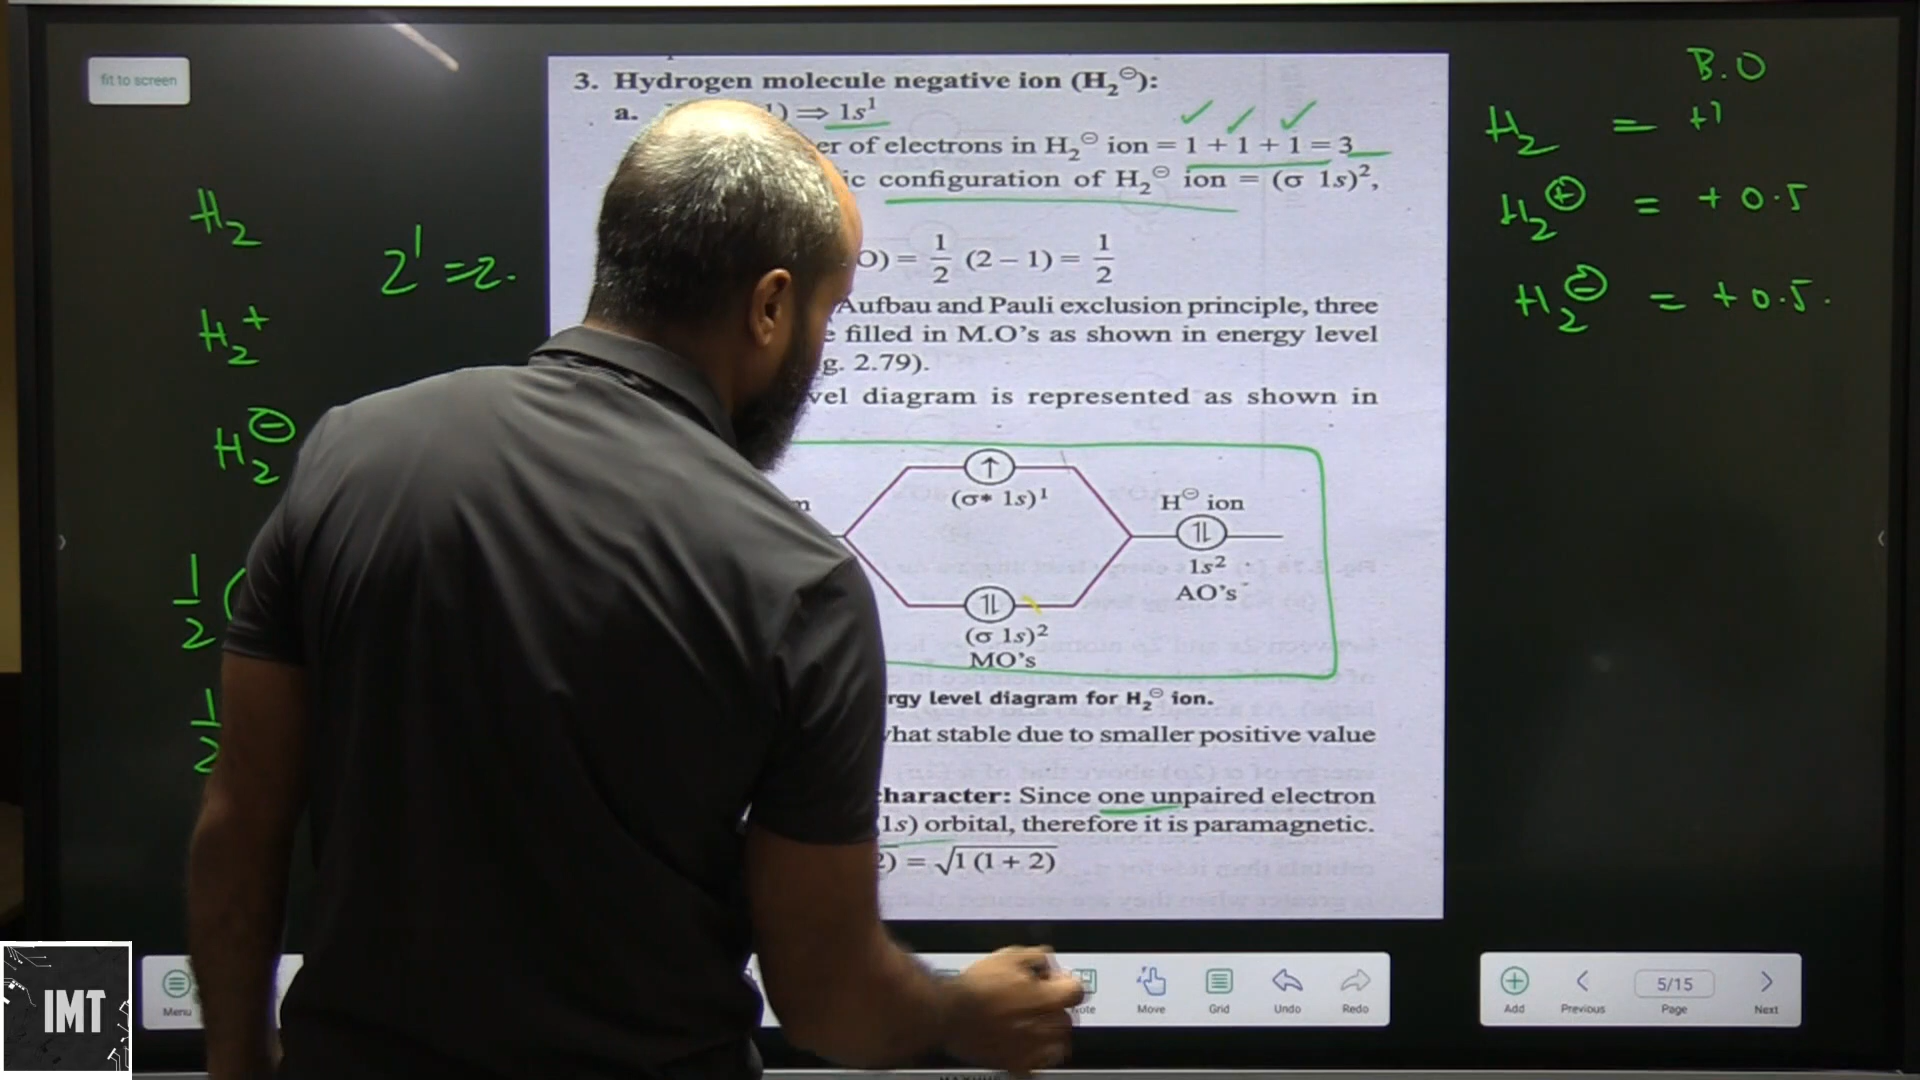 fit to screen
3. Hydrogen molecule negative ion (H₂⊖):
a. ⇒ 1s¹
er of electrons in H₂⊖ ion = 1 + 1 + 1 = 3
ic configuration of H₂⊖ ion = (σ 1s)²,
O) = 1/2 (2 – 1) = 1/2
Aufbau and Pauli exclusion principle, three
e filled in M.O's as shown in energy level
g. 2.79).
vel diagram is represented as shown in
↑
(σ* 1s)¹
H⊖ ion
⥮
1s²
AO's
⥮
(σ 1s)²
MO's
rgy level diagram for H₂⊖ ion.
hat stable due to smaller positive value
haracter: Since one unpaired electron
1s) orbital, therefore it is paramagnetic.
2) = √1 (1 + 2)
H₂
H₂⁺
H₂⊖
2¹ = 2.
1/2 (
1/2
B.O
H₂ = +1
H₂⊕ = + 0.5
H₂⊖ = + 0.5.
IMT
Menu
Move
Grid
Undo
Redo
Add
Previous
5/15
Page
Next